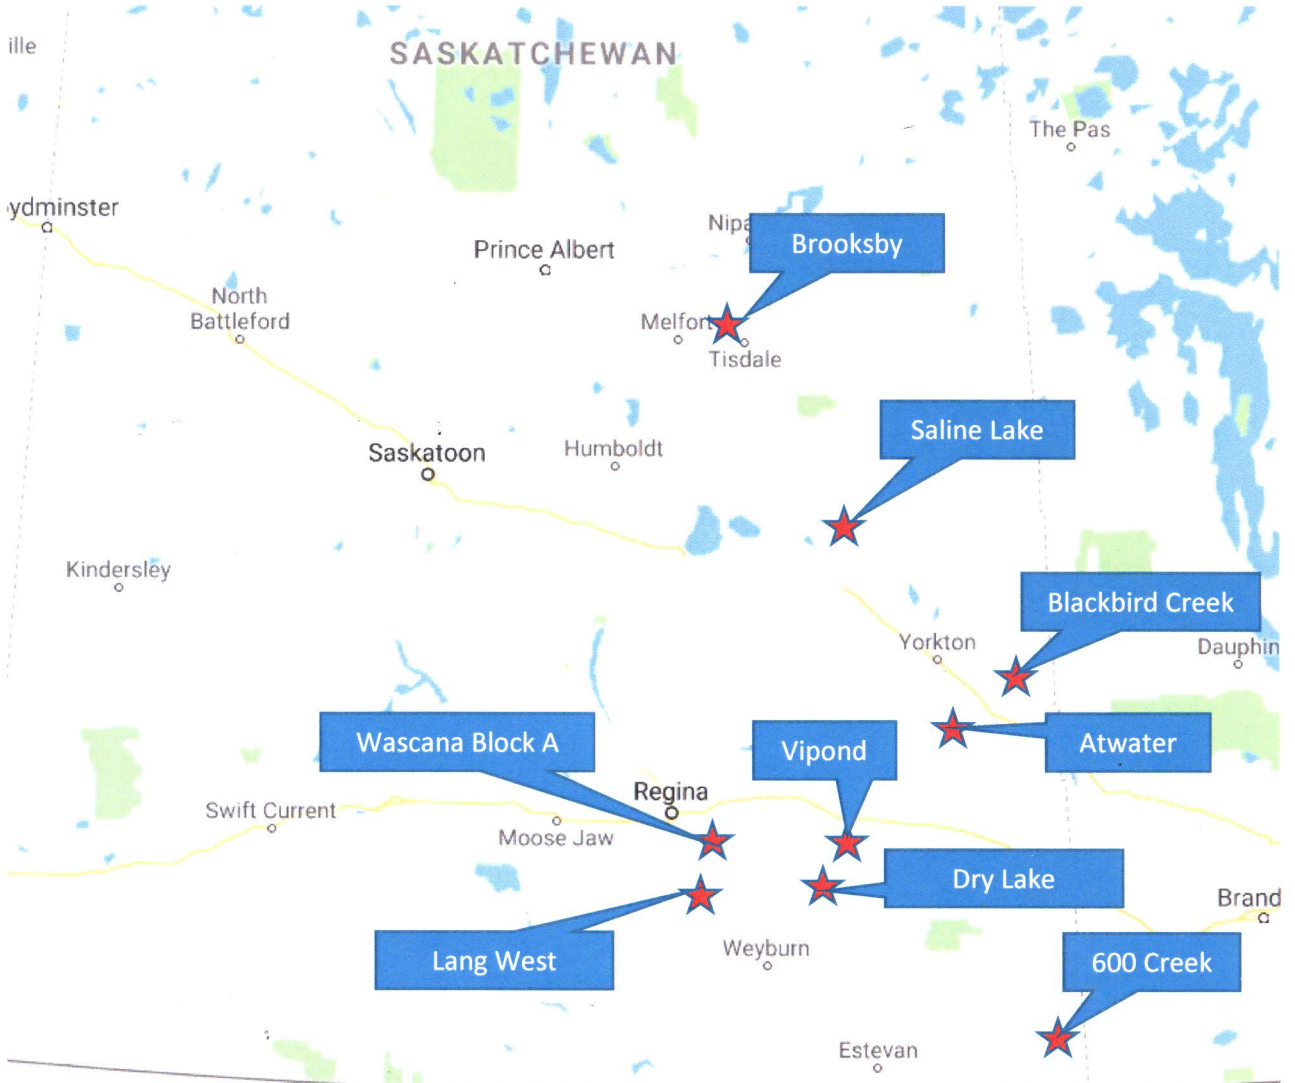 ille
SASKATCHEWAN
The Pas
ydminster
Prince Albert
Nipa
Brooksby
North
Battleford
Melfort
Tisdale
Saline Lake
Saskatoon
Humboldt
Kindersley
Blackbird Creek
Yorkton
Dauphin
Wascana Block A
Vipond
Atwater
Regina
Swift Current
Moose Jaw
Dry Lake
Brand
Weyburn
Lang West
600 Creek
Estevan